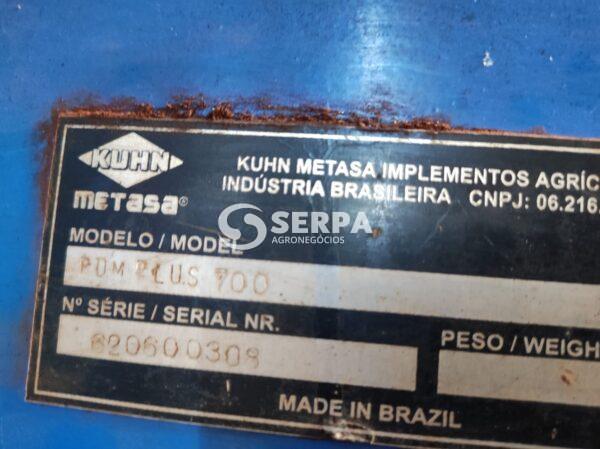 KUHN
metasa®
KUHN METASA IMPLEMENTOS AGRÍC
INDÚSTRIA BRASILEIRA CNPJ: 06.216.
SERPA
AGRONEGÓCIOS
MODELO / MODEL
PDM PLUS 700
Nº SÉRIE / SERIAL NR.
620600308
PESO / WEIGH
MADE IN BRAZIL